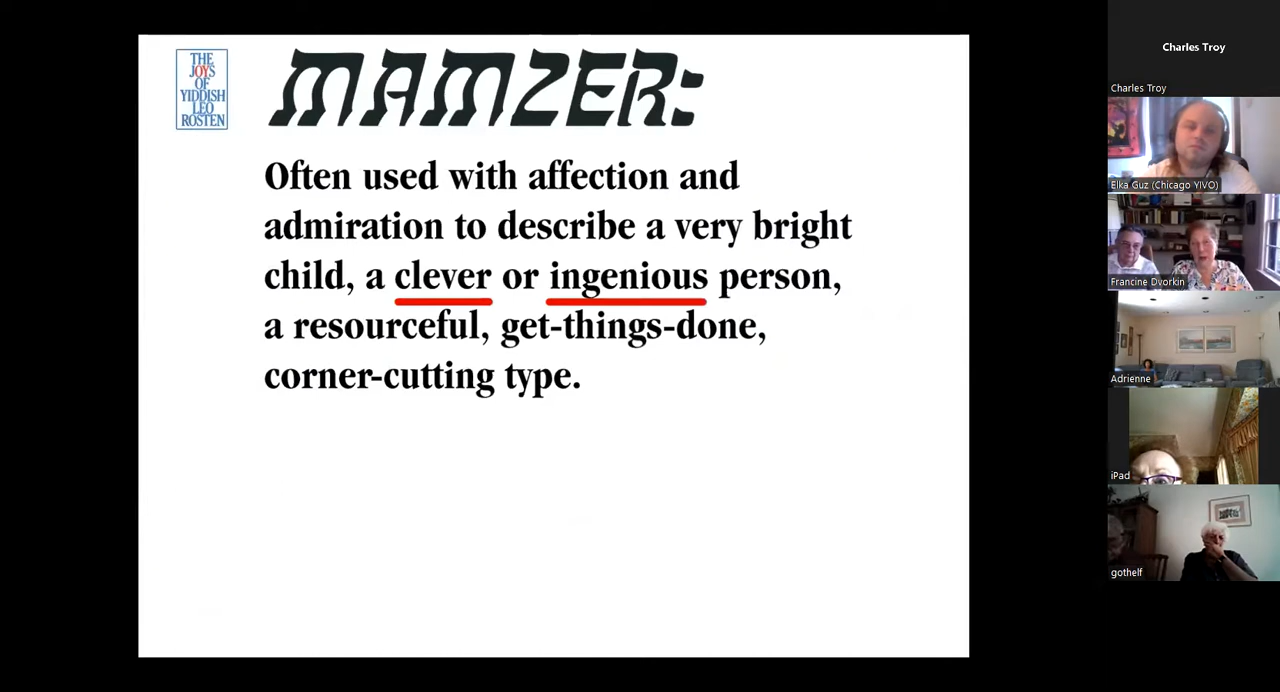 THE
JOYS
OF
YIDDISH
LEO
ROSTEN
MAMZER:
Often used with affection and
admiration to describe a very bright
child, a clever or ingenious person,
a resourceful, get-things-done,
corner-cutting type.
Charles Troy
Charles Troy
Elka Guz (Chicago YIVO)
Francine Dvorkin
Adrienne
iPad
gothelf